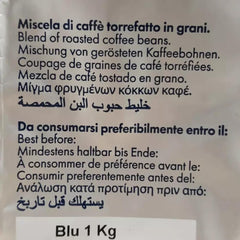 Miscela di caffè torrefatto in grani.
Blend of roasted coffee beans.
Mischung von gerösteten Kaffeebohnen.
Coupage de graines de café torréfiées.
Mezcla de café tostado en grano.
Μίγμα φρυγμένων κόκκων καφέ.
خليط حبوب البن المحمصة
Da consumarsi preferibilmente entro il:
Best before:
Mindestens haltbar bis Ende:
À consommer de préférence avant le:
Consumir preferentemente antes del:
Ανάλωση κατά προτίμηση πριν από:
يستهلك قبل تاريخ
Blu 1 Kg